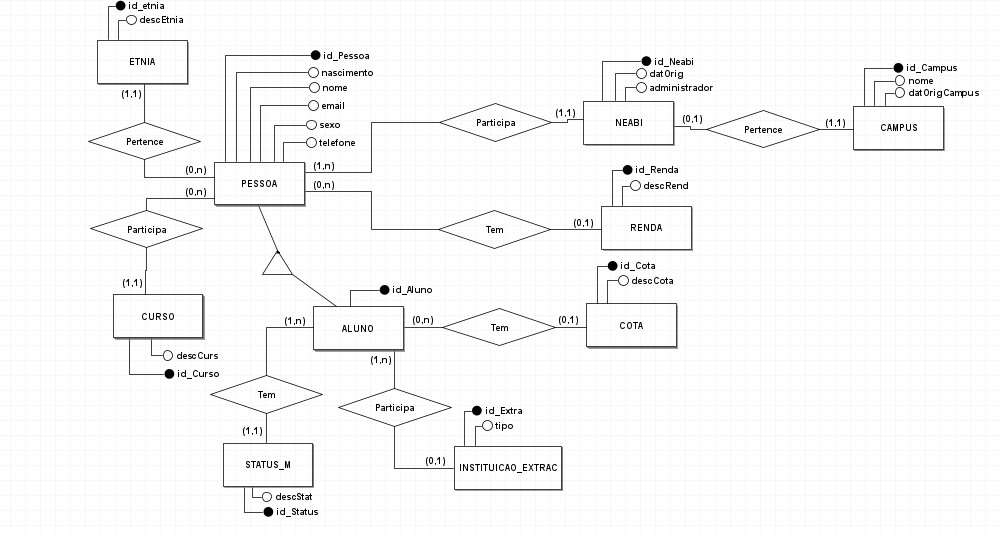 id_etnia
descEtnia
ETNIA
(1,1)
Pertence
(0,n)
id_Pessoa
nascimento
nome
email
sexo
telefone
PESSOA
(1,n)
(0,n)
(0,n)
Participa
(1,1)
id_Neabi
datOrig
administrador
NEABI
(0,1)
Pertence
(1,1)
id_Campus
nome
datOrigCampus
CAMPUS
Tem
(0,1)
id_Renda
descRend
RENDA
Participa
(1,1)
CURSO
descCurs
id_Curso
id_Aluno
ALUNO
(1,n)
(0,n)
(1,n)
Tem
(0,1)
id_Cota
descCota
COTA
Tem
(1,1)
STATUS_M
descStat
id_Status
Participa
(0,1)
id_Extra
tipo
INSTITUICAO_EXTRAC